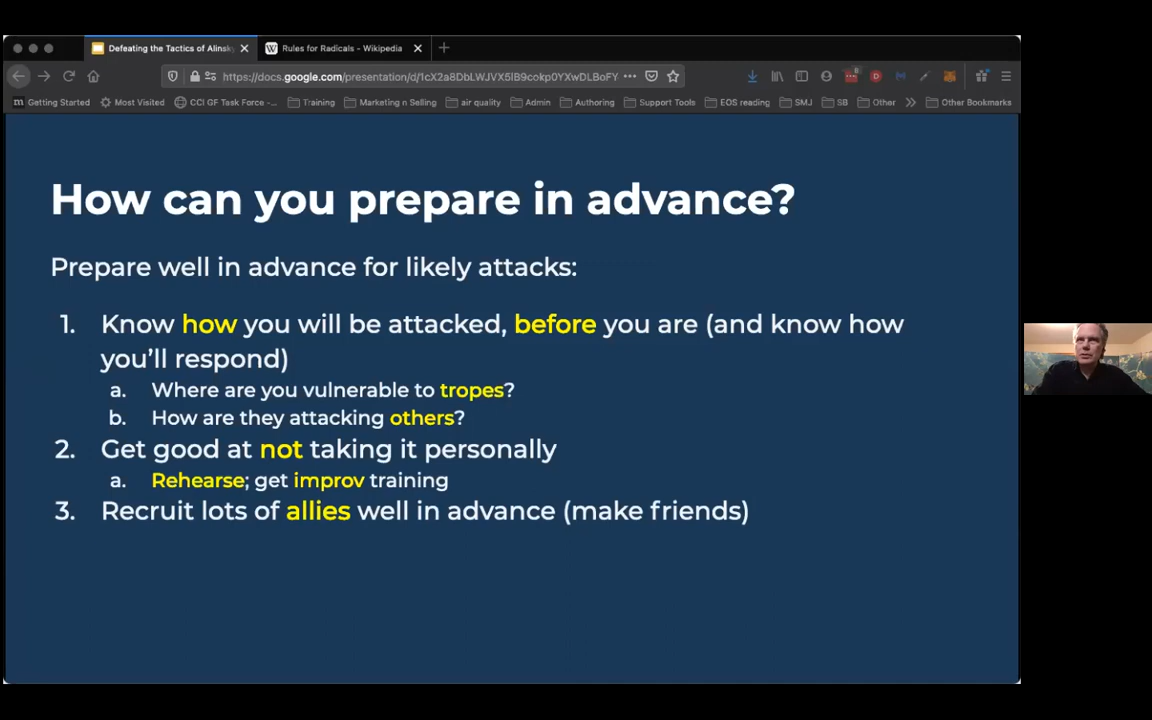 Defeating the Tactics of Alinsk
Rules for Radicals - Wikipedia
https://docs.google.com/presentation/d/1cX2a8DbLWJVX5IB9cokp0YXwDLBoFY
Getting Started
Most Visited
CCI GF Task Force -...
Training
Marketing n Selling
air quality
Admin
Authoring
Support Tools
EOS reading
SMJ
SB
Other
Other Bookmarks
How can you prepare in advance?
Prepare well in advance for likely attacks:
1. Know how you will be attacked, before you are (and know how
you'll respond)
a. Where are you vulnerable to tropes?
b. How are they attacking others?
2. Get good at not taking it personally
a. Rehearse; get improv training
3. Recruit lots of allies well in advance (make friends)